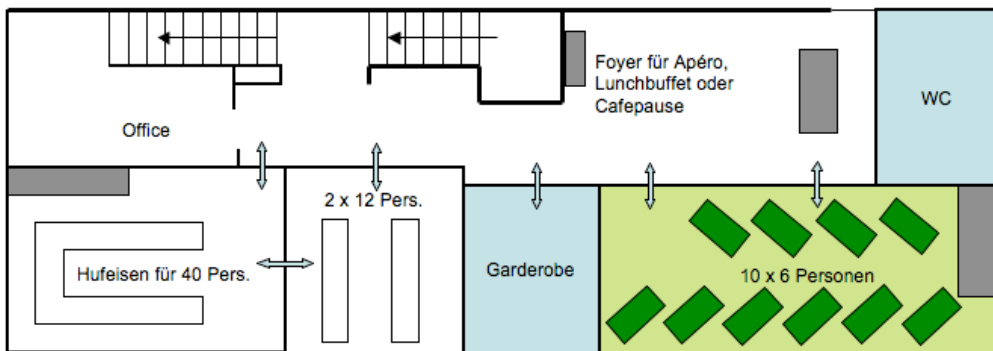 Foyer für Apéro,
Lunchbuffet oder
Cafepause
WC
Office
2 x 12 Pers.
Hufeisen für 40 Pers.
Garderobe
10 x 6 Personen